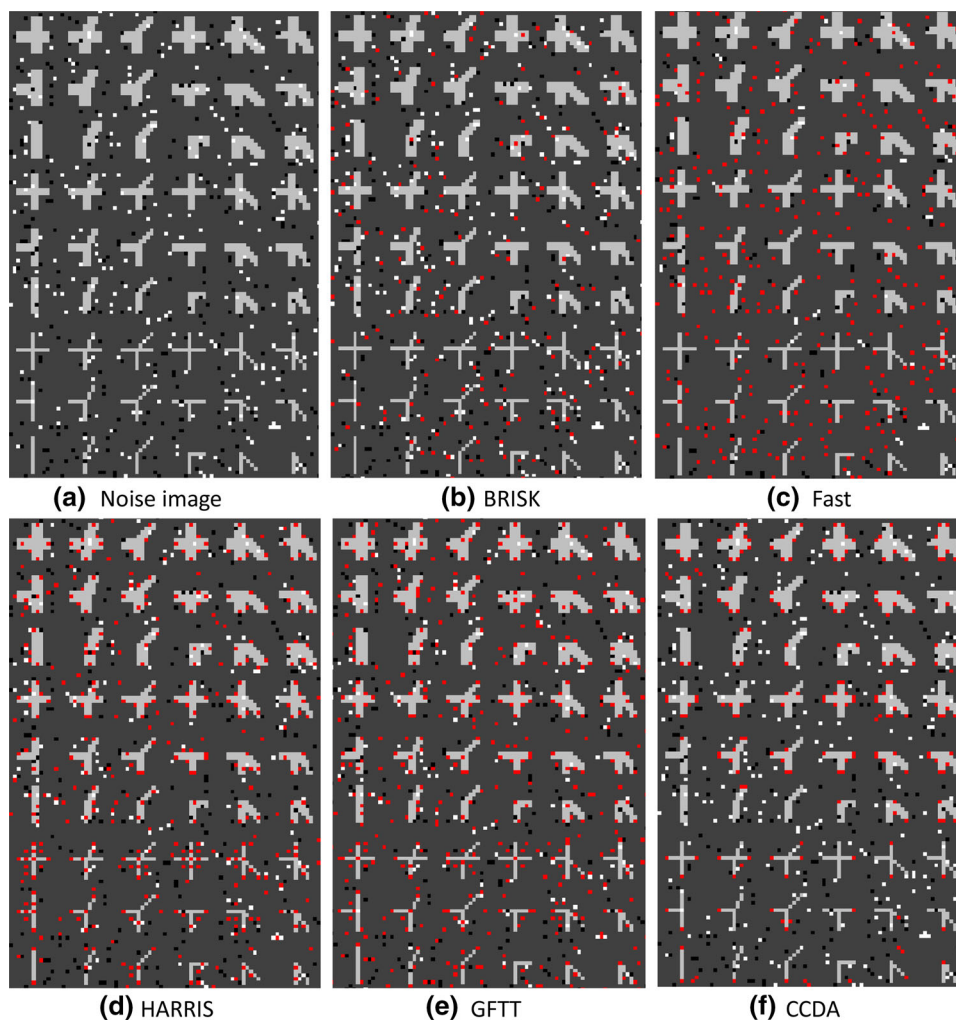 (a) Noise image
(b) BRISK
(c) Fast
(d) HARRIS
(e) GFTT
(f) CCDA